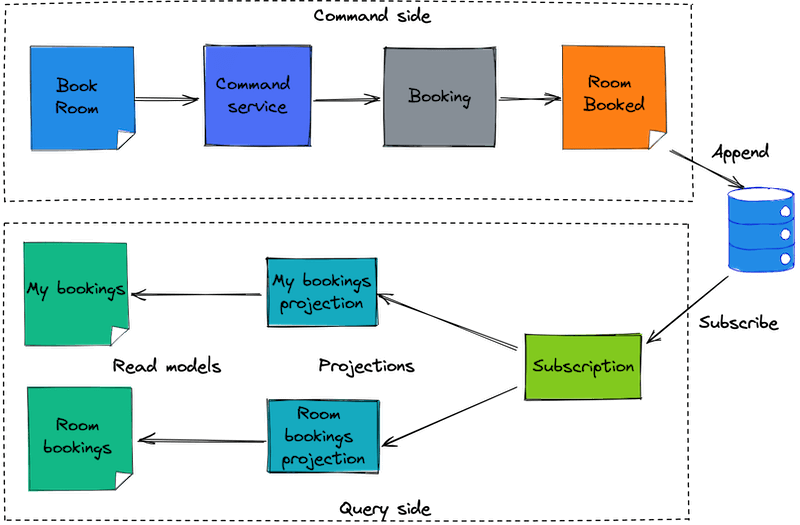 Command side
Book
Room
Command
service
Booking
Room
Booked
Append
My bookings
My bookings
projection
Subscribe
Read models
Projections
Subscription
Room
bookings
Room
bookings
projection
Query side